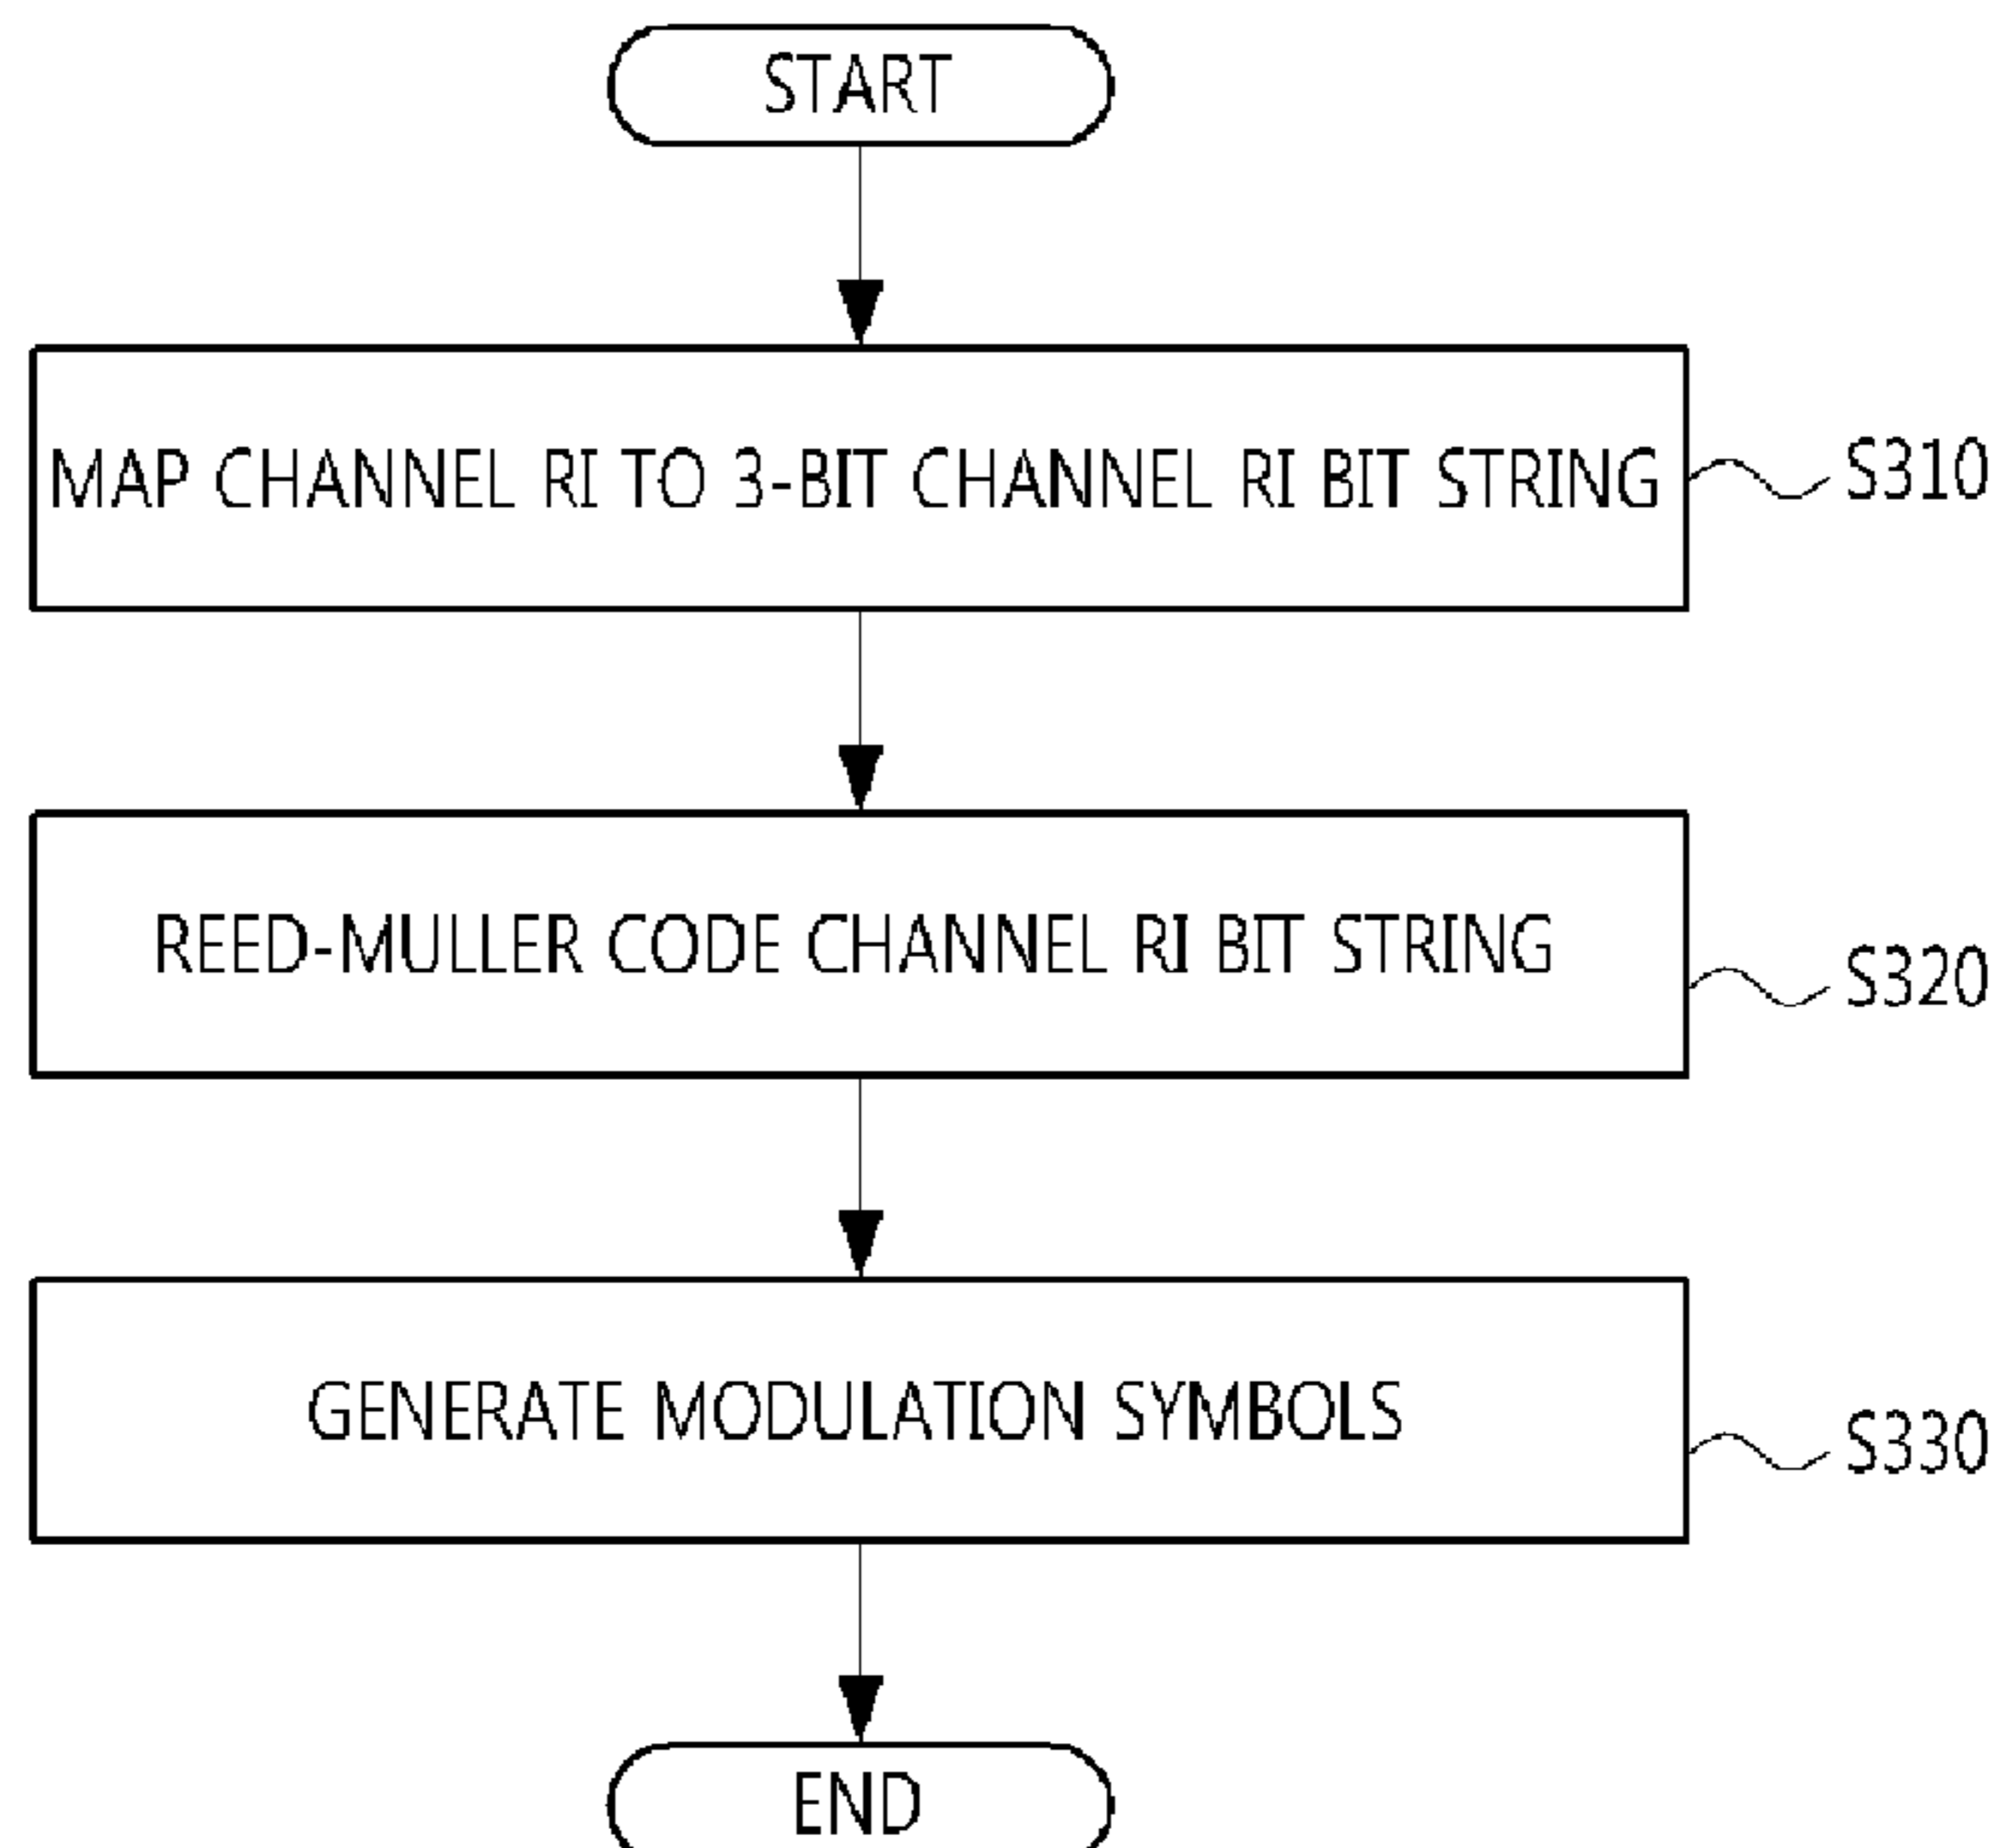 START
MAP CHANNEL RI TO 3-BIT CHANNEL RI BIT STRING
S310
REED-MULLER CODE CHANNEL RI BIT STRING
S320
GENERATE MODULATION SYMBOLS
S330
END